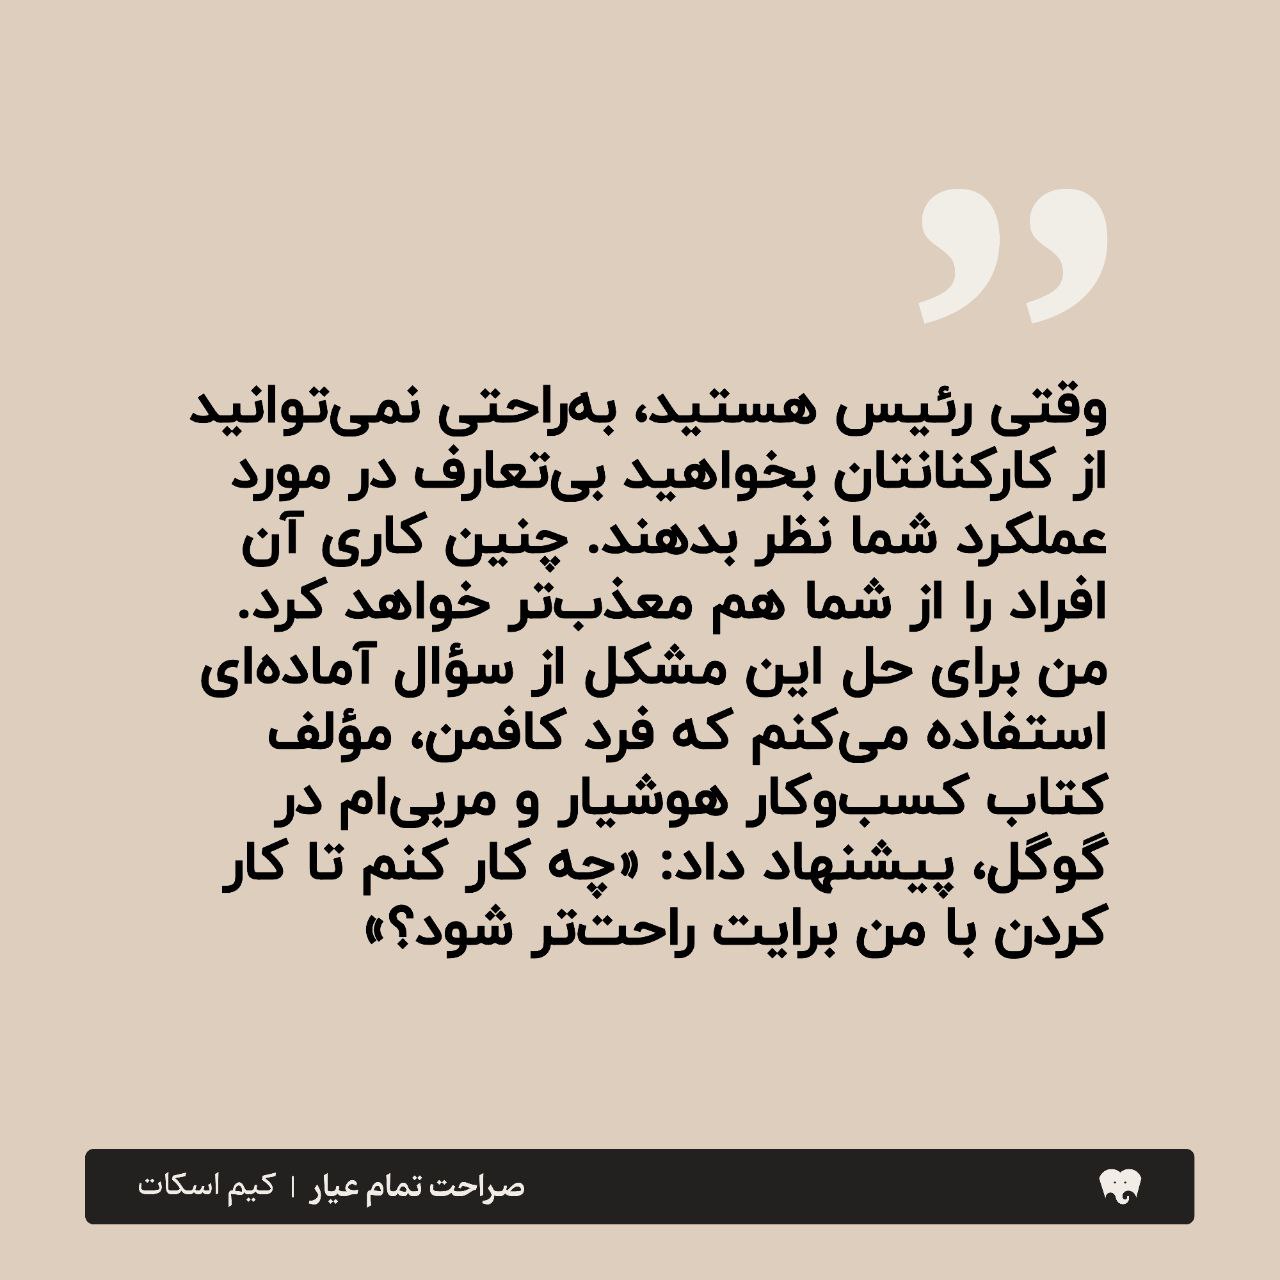 وقتی رئیس هستید، به‌راحتی نمی‌توانید
از کارکنانتان بخواهید بی‌تعارف در مورد
عملکرد شما نظر بدهند. چنین کاری آن
افراد را از شما هم معذب‌تر خواهد کرد.
من برای حل این مشکل از سؤال آماده‌ای
استفاده می‌کنم که فرد کافمن، مؤلف
کتاب کسب‌وکار هوشیار و مربی‌ام در
گوگل، پیشنهاد داد: «چه کار کنم تا کار
کردن با من برایت راحت‌تر شود؟»
صراحت تمام عیار | کیم اسکات